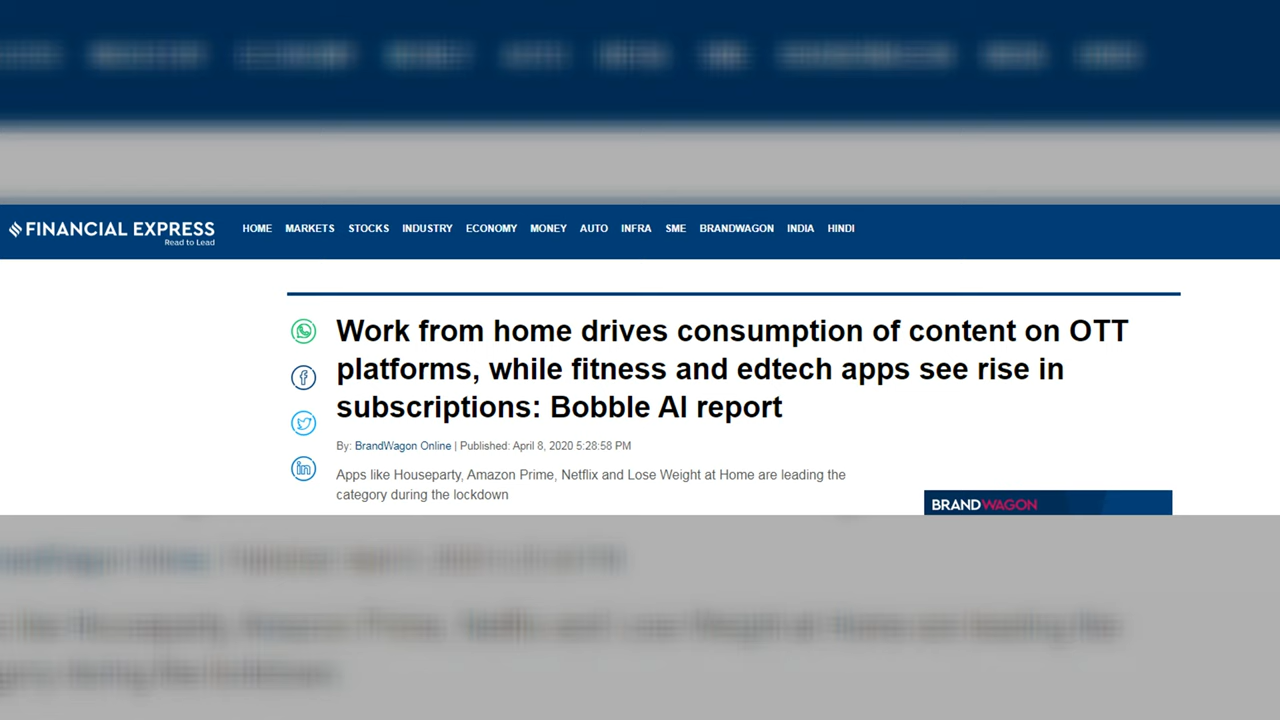 FINANCIAL EXPRESS
Read to Lead
HOME MARKETS STOCKS INDUSTRY ECONOMY MONEY AUTO INFRA SME BRANDWAGON INDIA HINDI
Work from home drives consumption of content on OTT
platforms, while fitness and edtech apps see rise in
subscriptions: Bobble AI report
By: BrandWagon Online | Published: April 8, 2020 5:28:58 PM
Apps like Houseparty, Amazon Prime, Netflix and Lose Weight at Home are leading the
category during the lockdown
BRANDWAGON